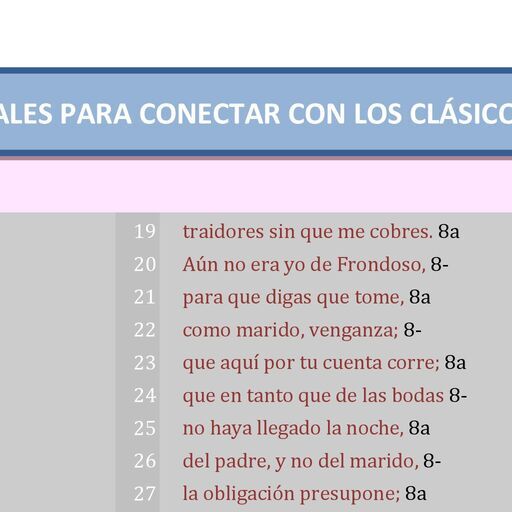 ALES PARA CONECTAR CON LOS CLÁSICO
19 traidores sin que me cobres. 8a
20 Aún no era yo de Frondoso, 8-
21 para que digas que tome, 8a
22 como marido, venganza; 8-
23 que aquí por tu cuenta corre; 8a
24 que en tanto que de las bodas 8-
25 no haya llegado la noche, 8a
26 del padre, y no del marido, 8-
27 la obligación presupone; 8a